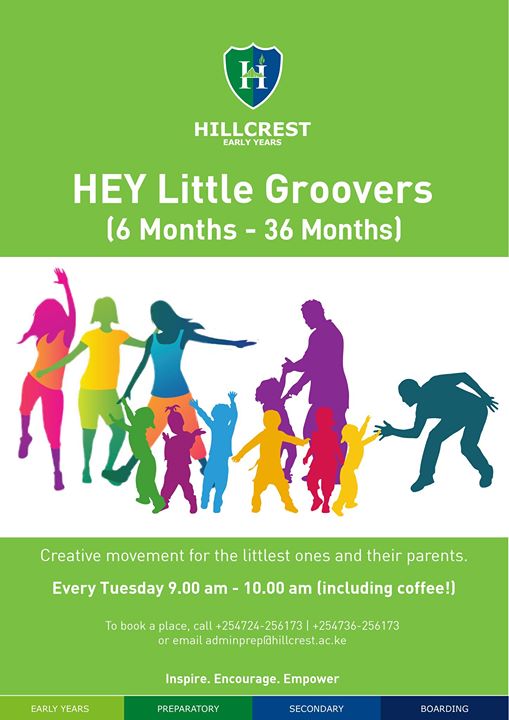 H
HILLCREST
EARLY YEARS
HEY Little Groovers
(6 Months - 36 Months)
Creative movement for the littlest ones and their parents.
Every Tuesday 9.00 am - 10.00 am (including coffee!)
To book a place, call +254724-256173 | +254736-256173
or email adminprep@hillcrest.ac.ke
Inspire. Encourage. Empower
EARLY YEARS PREPARATORY SECONDARY BOARDING